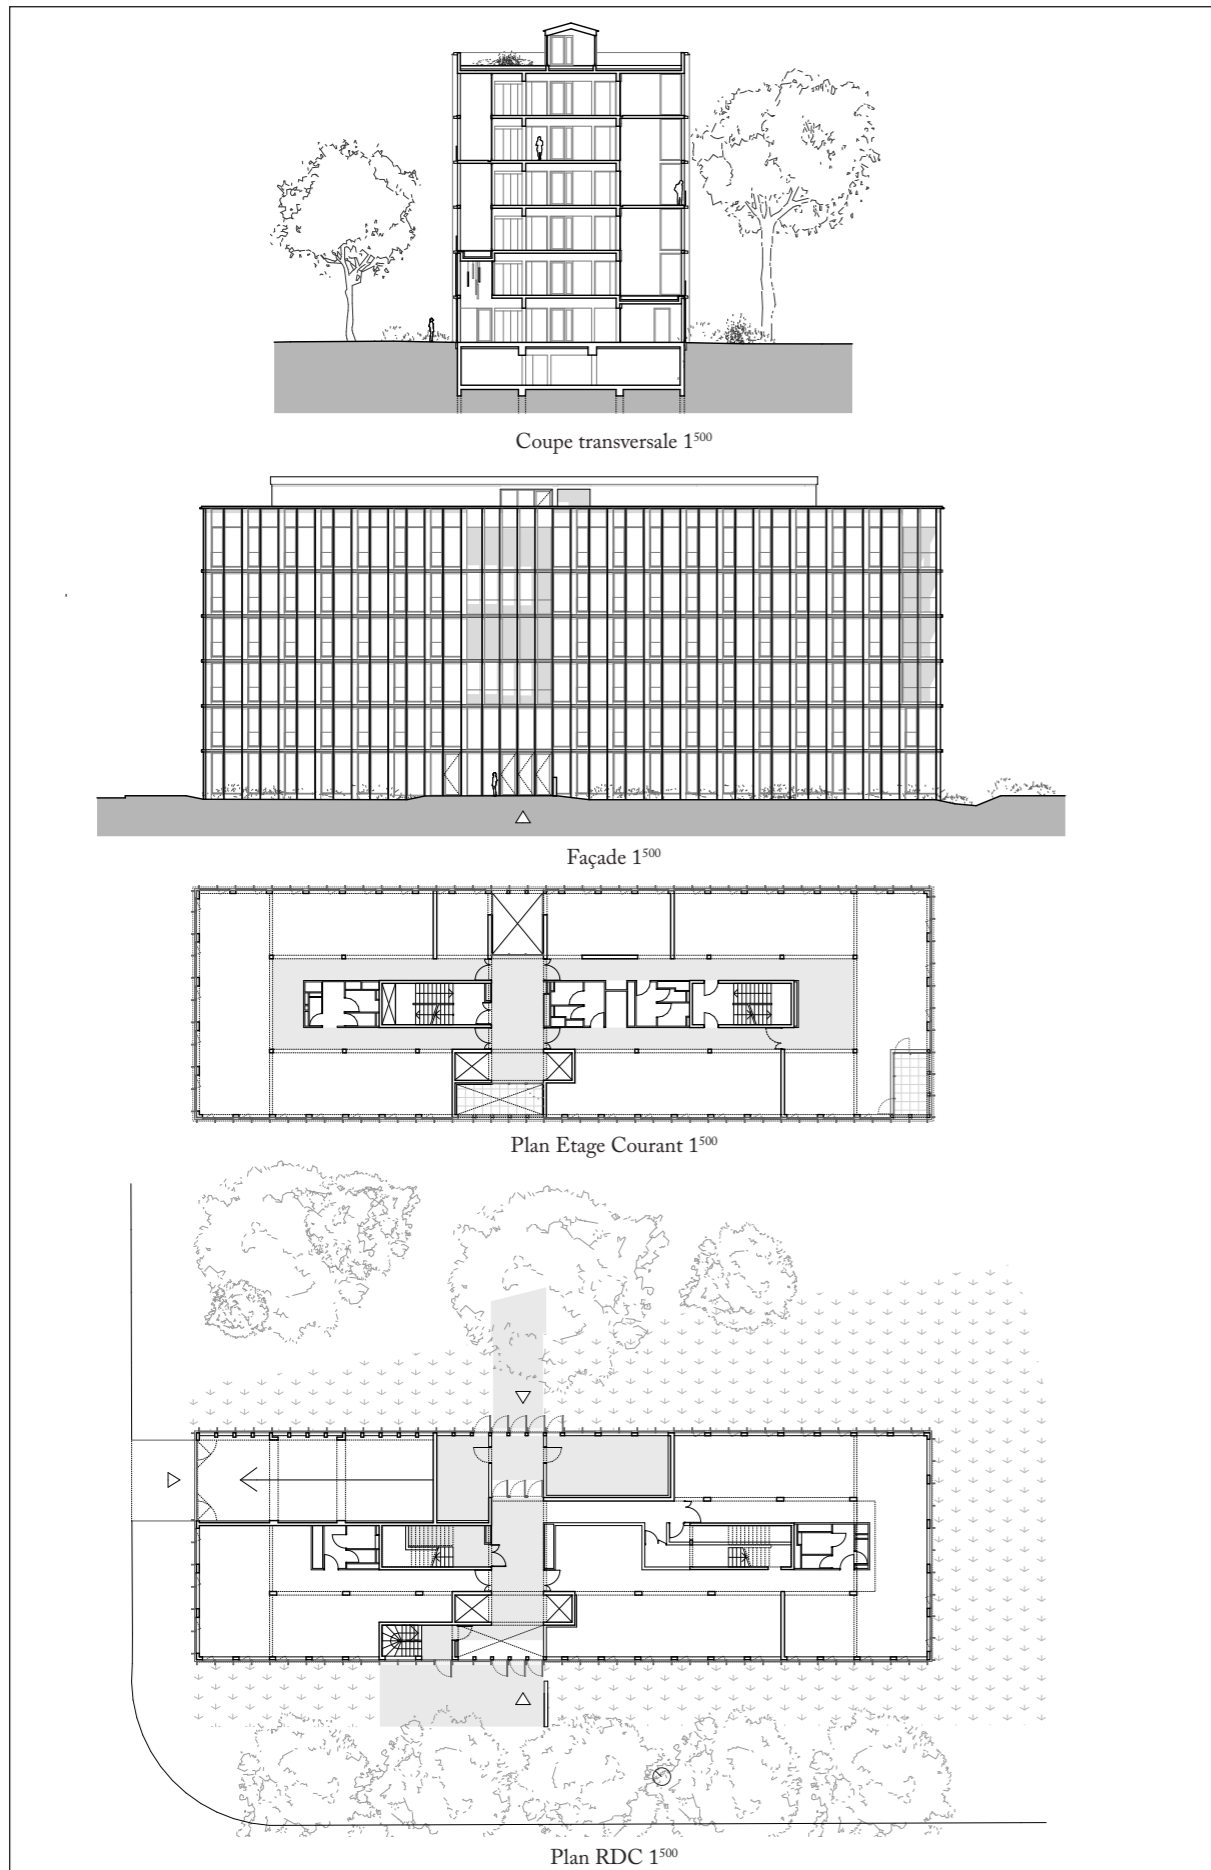 Coupe transversale 1⁵⁰⁰
Façade 1⁵⁰⁰
Plan Etage Courant 1⁵⁰⁰
Plan RDC 1⁵⁰⁰